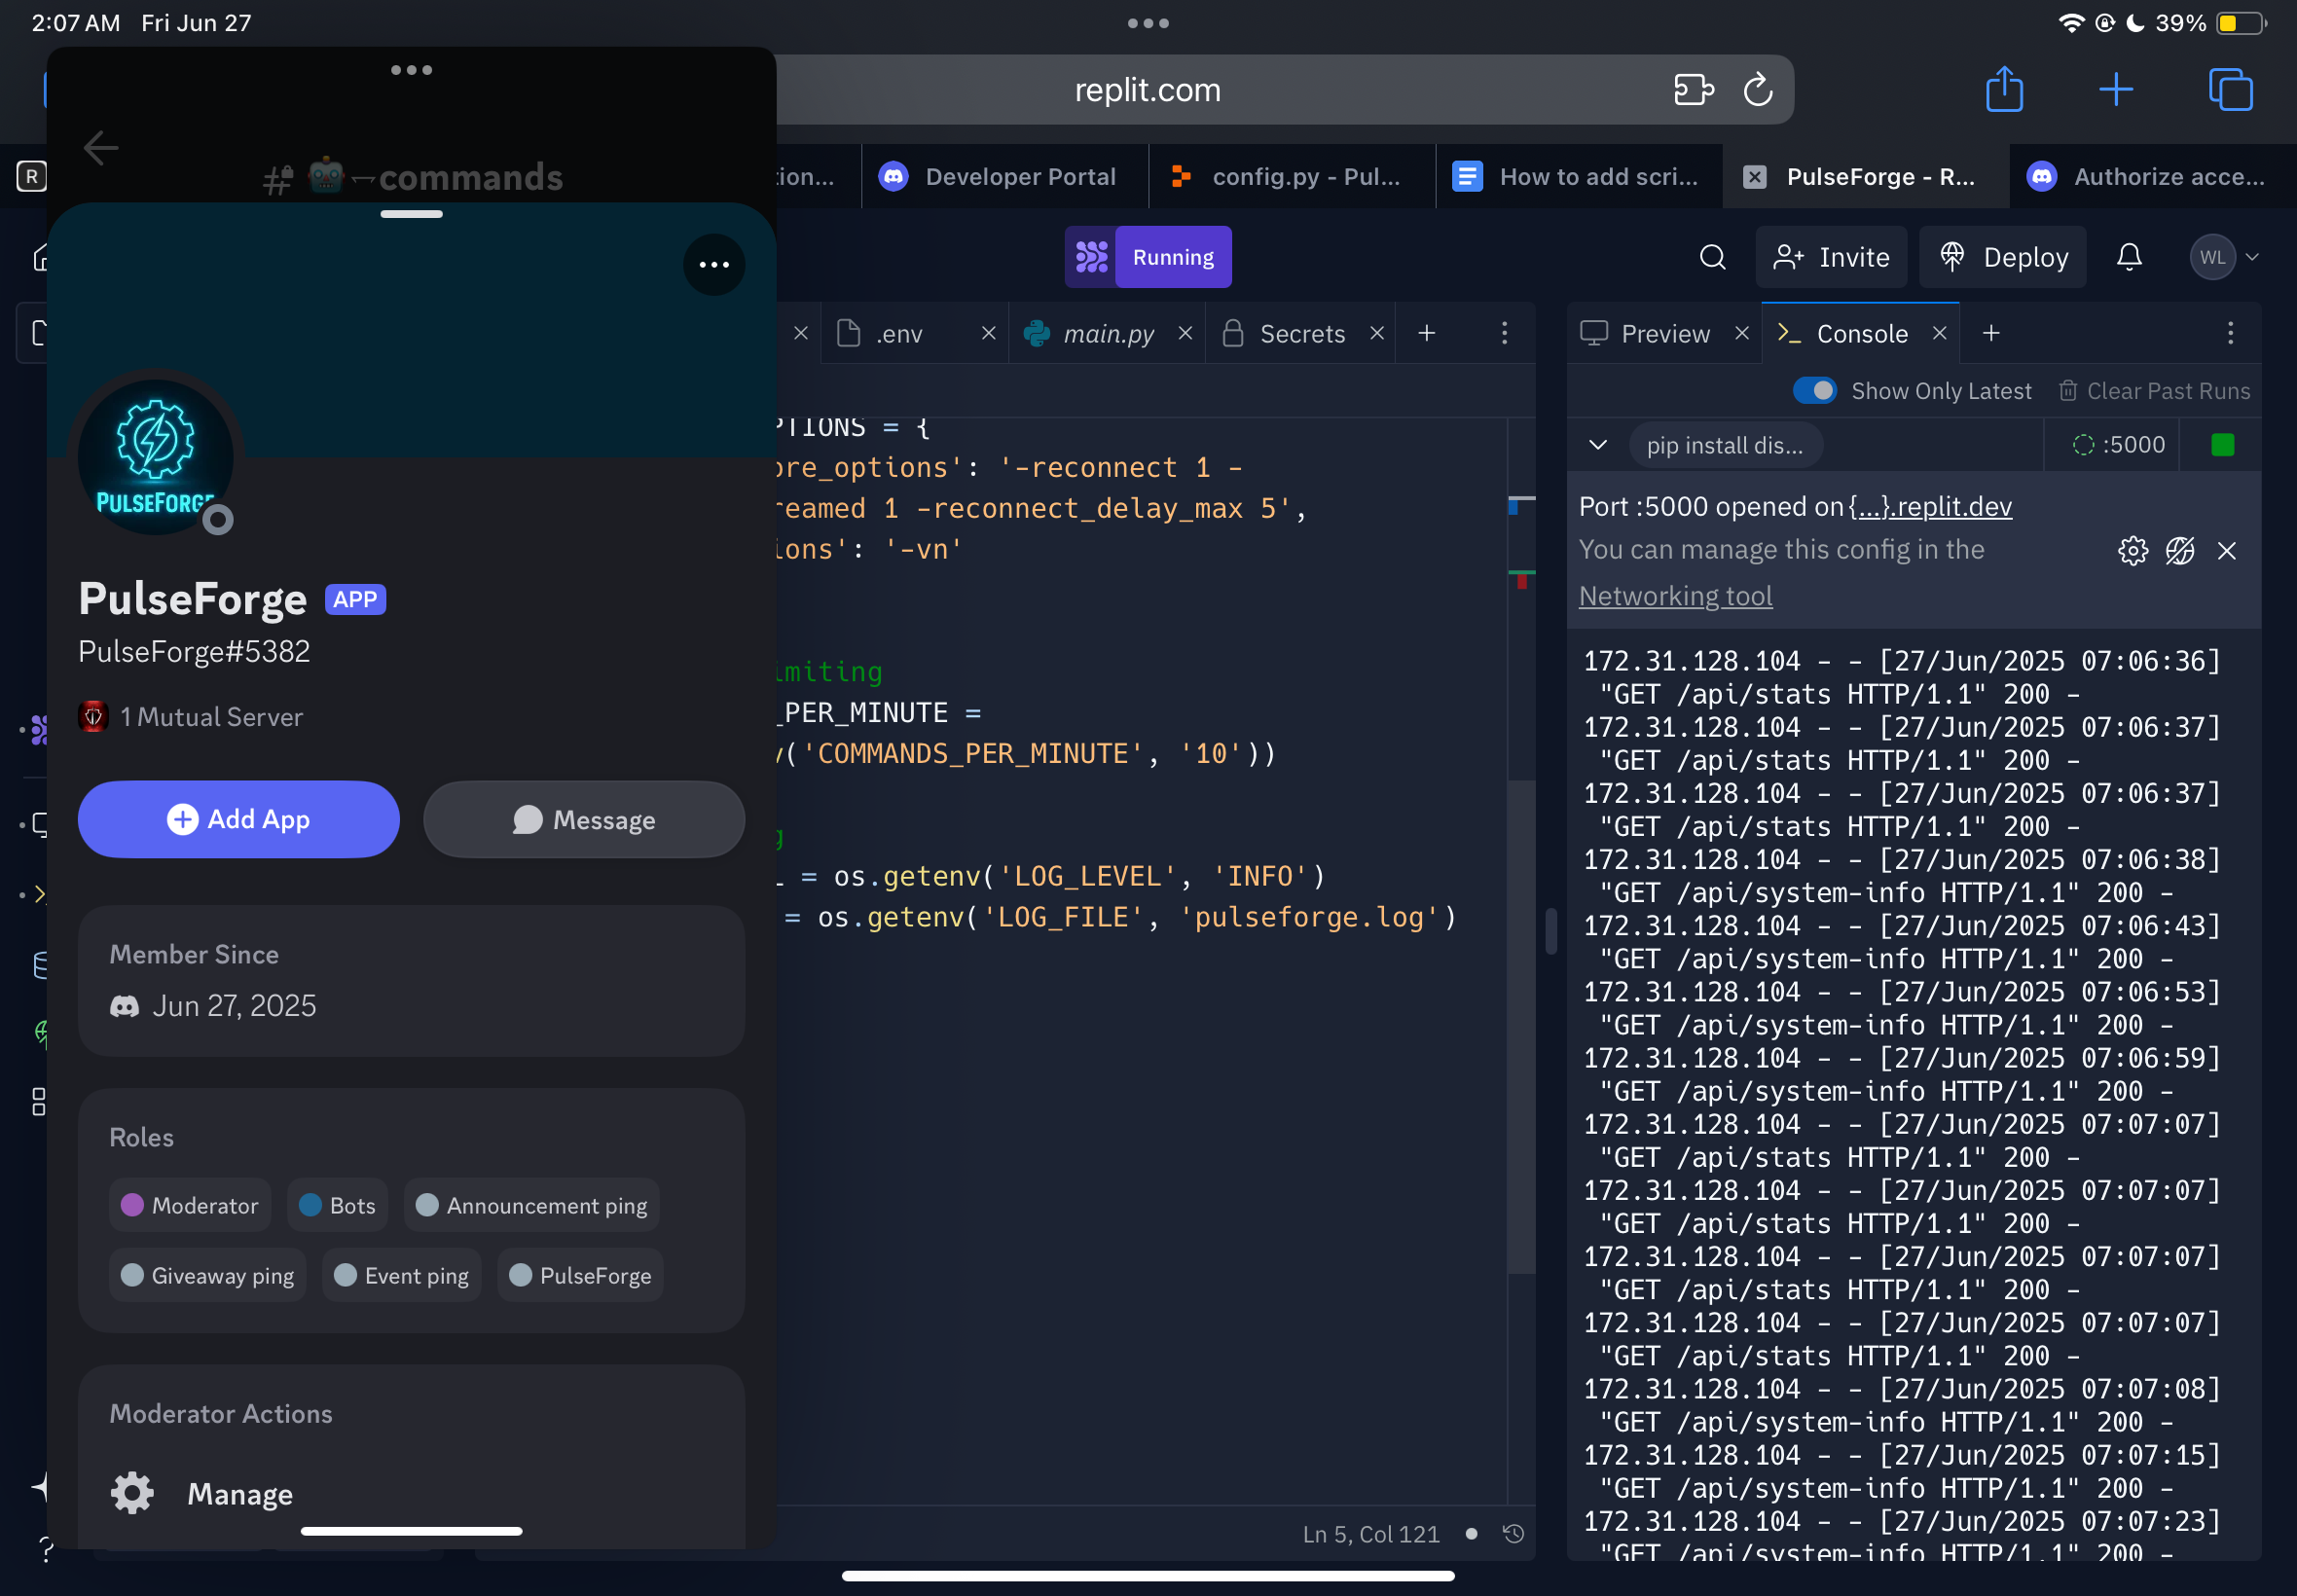 2:07 AM Fri Jun 27
39%
replit.com
R
tion...
Developer Portal
config.py - Pul...
How to add scri...
PulseForge - R...
Authorize acce...
#🤖—commands
Running
Invite
Deploy
WL
.env
main.py
Secrets
Preview
Console
Show Only Latest
Clear Past Runs
pip install dis...
:5000
Port :5000 opened on {...}.replit.dev
You can manage this config in the
Networking tool
PTIONS = {
ore_options': '-reconnect 1 -
reamed 1 -reconnect_delay_max 5',
ions': '-vn'
imiting
_PER_MINUTE =
v('COMMANDS_PER_MINUTE', '10'))
g
L = os.getenv('LOG_LEVEL', 'INFO')
= os.getenv('LOG_FILE', 'pulseforge.log')
Ln 5, Col 121
PULSEFORGE
PulseForge APP
PulseForge#5382
1 Mutual Server
Add App
Message
Member Since
Jun 27, 2025
Roles
Moderator
Bots
Announcement ping
Giveaway ping
Event ping
PulseForge
Moderator Actions
Manage
172.31.128.104 - - [27/Jun/2025 07:06:36]
"GET /api/stats HTTP/1.1" 200 -
172.31.128.104 - - [27/Jun/2025 07:06:37]
"GET /api/stats HTTP/1.1" 200 -
172.31.128.104 - - [27/Jun/2025 07:06:37]
"GET /api/stats HTTP/1.1" 200 -
172.31.128.104 - - [27/Jun/2025 07:06:38]
"GET /api/system-info HTTP/1.1" 200 -
172.31.128.104 - - [27/Jun/2025 07:06:43]
"GET /api/system-info HTTP/1.1" 200 -
172.31.128.104 - - [27/Jun/2025 07:06:53]
"GET /api/system-info HTTP/1.1" 200 -
172.31.128.104 - - [27/Jun/2025 07:06:59]
"GET /api/system-info HTTP/1.1" 200 -
172.31.128.104 - - [27/Jun/2025 07:07:07]
"GET /api/stats HTTP/1.1" 200 -
172.31.128.104 - - [27/Jun/2025 07:07:07]
"GET /api/stats HTTP/1.1" 200 -
172.31.128.104 - - [27/Jun/2025 07:07:07]
"GET /api/stats HTTP/1.1" 200 -
172.31.128.104 - - [27/Jun/2025 07:07:07]
"GET /api/stats HTTP/1.1" 200 -
172.31.128.104 - - [27/Jun/2025 07:07:08]
"GET /api/system-info HTTP/1.1" 200 -
172.31.128.104 - - [27/Jun/2025 07:07:15]
"GET /api/system-info HTTP/1.1" 200 -
172.31.128.104 - - [27/Jun/2025 07:07:23]
"GET /api/system-info HTTP/1.1" 200 -